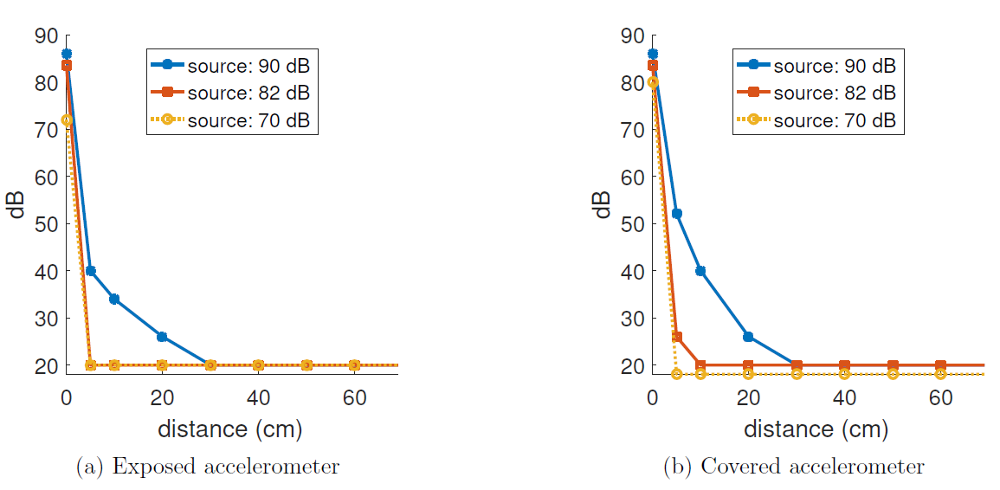 90
80
70
60
50
40
30
20
dB
0
20
40
60
distance (cm)
source: 90 dB
source: 82 dB
source: 70 dB
(a) Exposed accelerometer
90
80
70
60
50
40
30
20
dB
0
20
40
60
distance (cm)
source: 90 dB
source: 82 dB
source: 70 dB
(b) Covered accelerometer